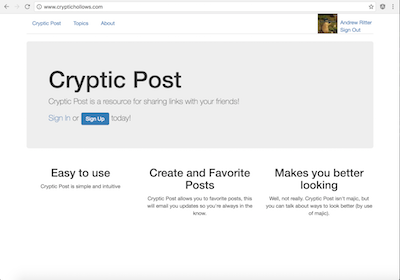 www.cryptichollows.com
Cryptic Post Topics About
Andrew Ritter
Sign Out
Cryptic Post
Cryptic Post is a resource for sharing links with your friends!
Sign In or Sign Up today!
Easy to use
Cryptic Post is simple and intuitive
Create and Favorite
Posts
Cryptic Post allows you to favorite posts, this
will email you updates so you're always in the
know.
Makes you better
looking
Well, not really. Cryptic Post isn't majic, but
you can talk about ways to look better (by use
of majic).